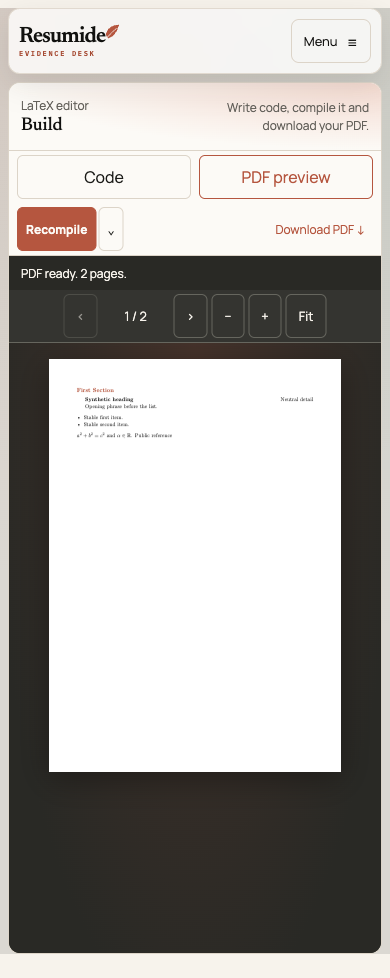 Resumide
EVIDENCE DESK
Menu ≡
LaTeX editor
Build
Write code, compile it and
download your PDF.
Code
PDF preview
Recompile
⌄
Download PDF ↓
PDF ready. 2 pages.
‹
1 / 2
›
−
+
Fit
First Section
Synthetic heading Neutral detail
Opening phrase before the list.
• Stable first item.
• Stable second item.
a² + b² = c² and α ∈ ℝ. Public reference